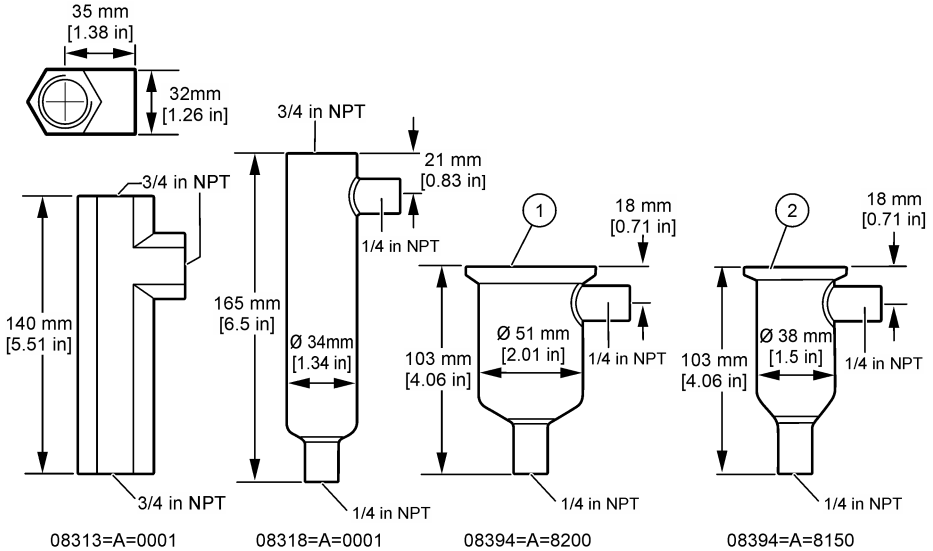 35 mm
[1.38 in]
32mm
[1.26 in]
3/4 in NPT
140 mm
[5.51 in]
3/4 in NPT
08313=A=0001
3/4 in NPT
21 mm
[0.83 in]
1/4 in NPT
165 mm
[6.5 in]
Ø 34mm
[1.34 in]
1/4 in NPT
08318=A=0001
1
18 mm
[0.71 in]
Ø 51 mm
[2.01 in]
1/4 in NPT
103 mm
[4.06 in]
1/4 in NPT
08394=A=8200
2
18 mm
[0.71 in]
Ø 38 mm
[1.5 in]
1/4 in NPT
103 mm
[4.06 in]
1/4 in NPT
08394=A=8150